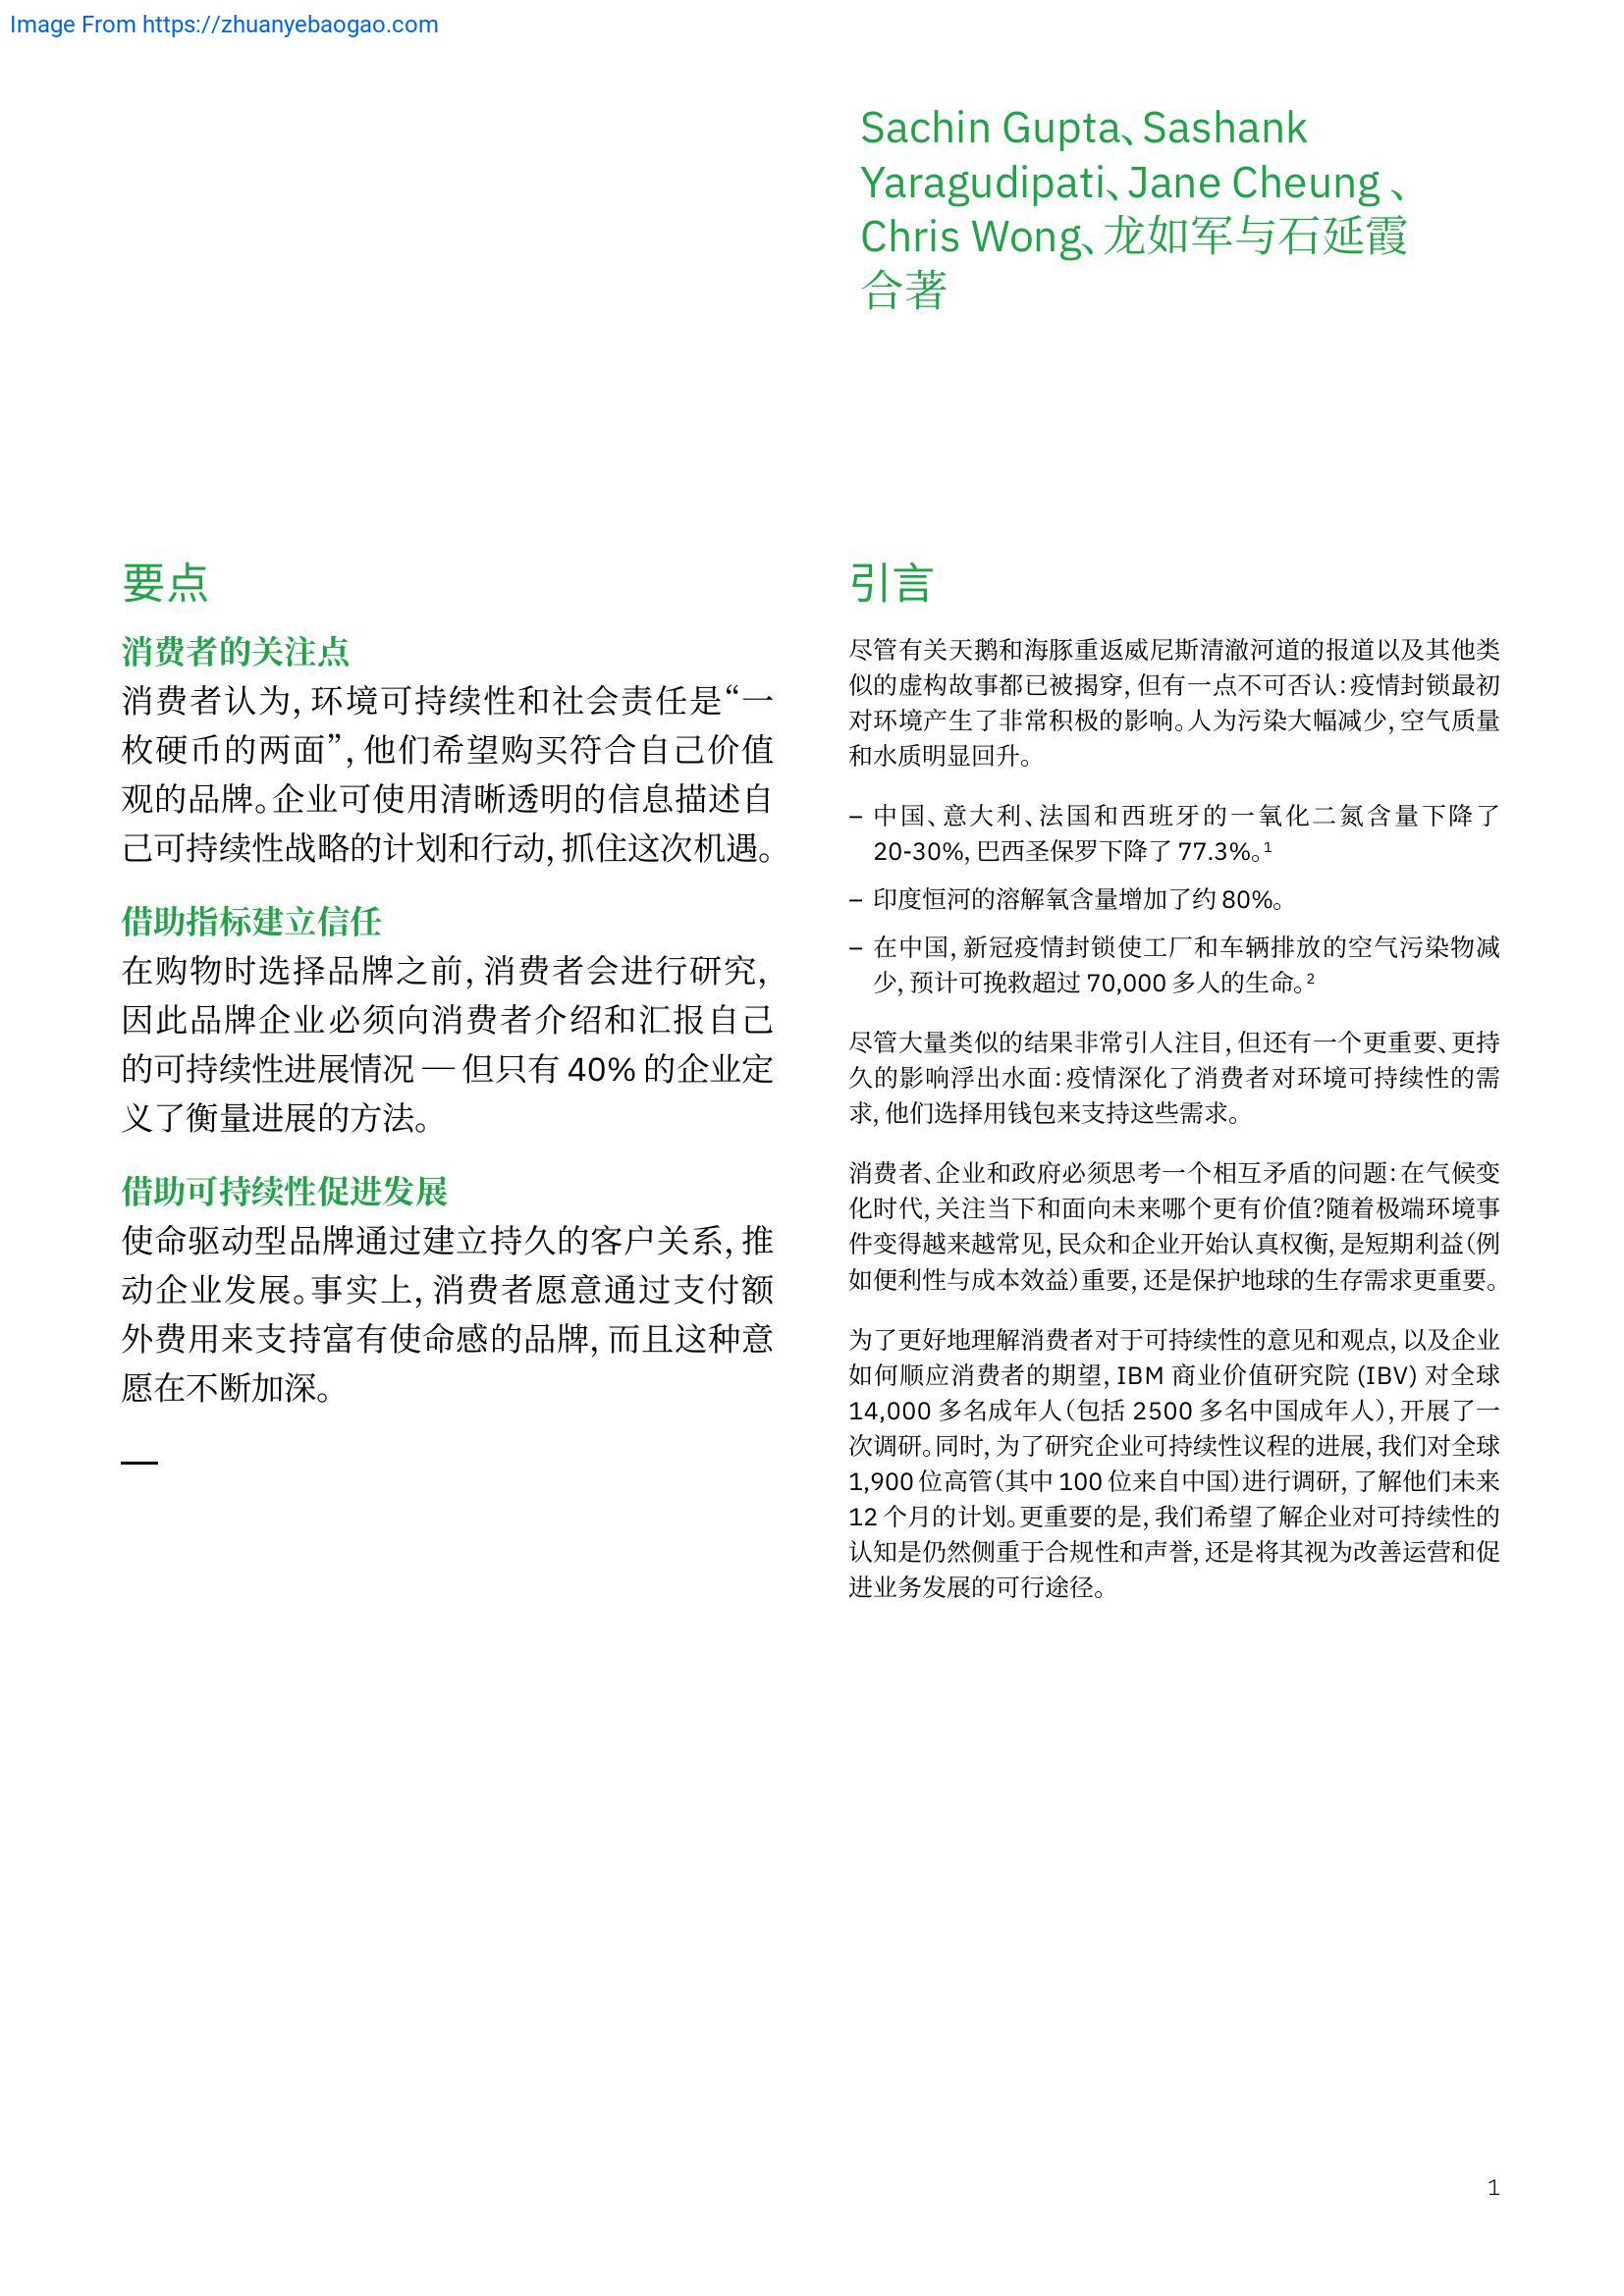 Image From https://zhuanyebaogao.com
Sachin Gupta、Sashank
Yaragudipati、Jane Cheung 、
Chris Wong、龙如军与石延霞
合著
要点
消费者的关注点
消费者认为, 环境可持续性和社会责任是“一
枚硬币的两面”, 他们希望购买符合自己价值
观的品牌。企业可使用清晰透明的信息描述自
己可持续性战略的计划和行动, 抓住这次机遇。
借助指标建立信任
在购物时选择品牌之前, 消费者会进行研究,
因此品牌企业必须向消费者介绍和汇报自己
的可持续性进展情况 — 但只有 40% 的企业定
义了衡量进展的方法。
借助可持续性促进发展
使命驱动型品牌通过建立持久的客户关系, 推
动企业发展。事实上, 消费者愿意通过支付额
外费用来支持富有使命感的品牌, 而且这种意
愿在不断加深。
引言
尽管有关天鹅和海豚重返威尼斯清澈河道的报道以及其他类
似的虚构故事都已被揭穿, 但有一点不可否认: 疫情封锁最初
对环境产生了非常积极的影响。人为污染大幅减少, 空气质量
和水质明显回升。
– 中国、意大利、法国和西班牙的一氧化二氮含量下降了
20-30%, 巴西圣保罗下降了 77.3%。¹
– 印度恒河的溶解氧含量增加了约 80%。
– 在中国, 新冠疫情封锁使工厂和车辆排放的空气污染物减
少, 预计可挽救超过 70,000 多人的生命。²
尽管大量类似的结果非常引人注目, 但还有一个更重要、更持
久的影响浮出水面: 疫情深化了消费者对环境可持续性的需
求, 他们选择用钱包来支持这些需求。
消费者、企业和政府必须思考一个相互矛盾的问题: 在气候变
化时代, 关注当下和面向未来哪个更有价值?随着极端环境事
件变得越来越常见, 民众和企业开始认真权衡, 是短期利益(例
如便利性与成本效益)重要, 还是保护地球的生存需求更重要。
为了更好地理解消费者对于可持续性的意见和观点, 以及企业
如何顺应消费者的期望, IBM 商业价值研究院 (IBV) 对全球
14,000 多名成年人(包括 2500 多名中国成年人), 开展了一
次调研。同时, 为了研究企业可持续性议程的进展, 我们对全球
1,900 位高管(其中 100 位来自中国)进行调研, 了解他们未来
12 个月的计划。更重要的是, 我们希望了解企业对可持续性的
认知是仍然侧重于合规性和声誉, 还是将其视为改善运营和促
进业务发展的可行途径。
1